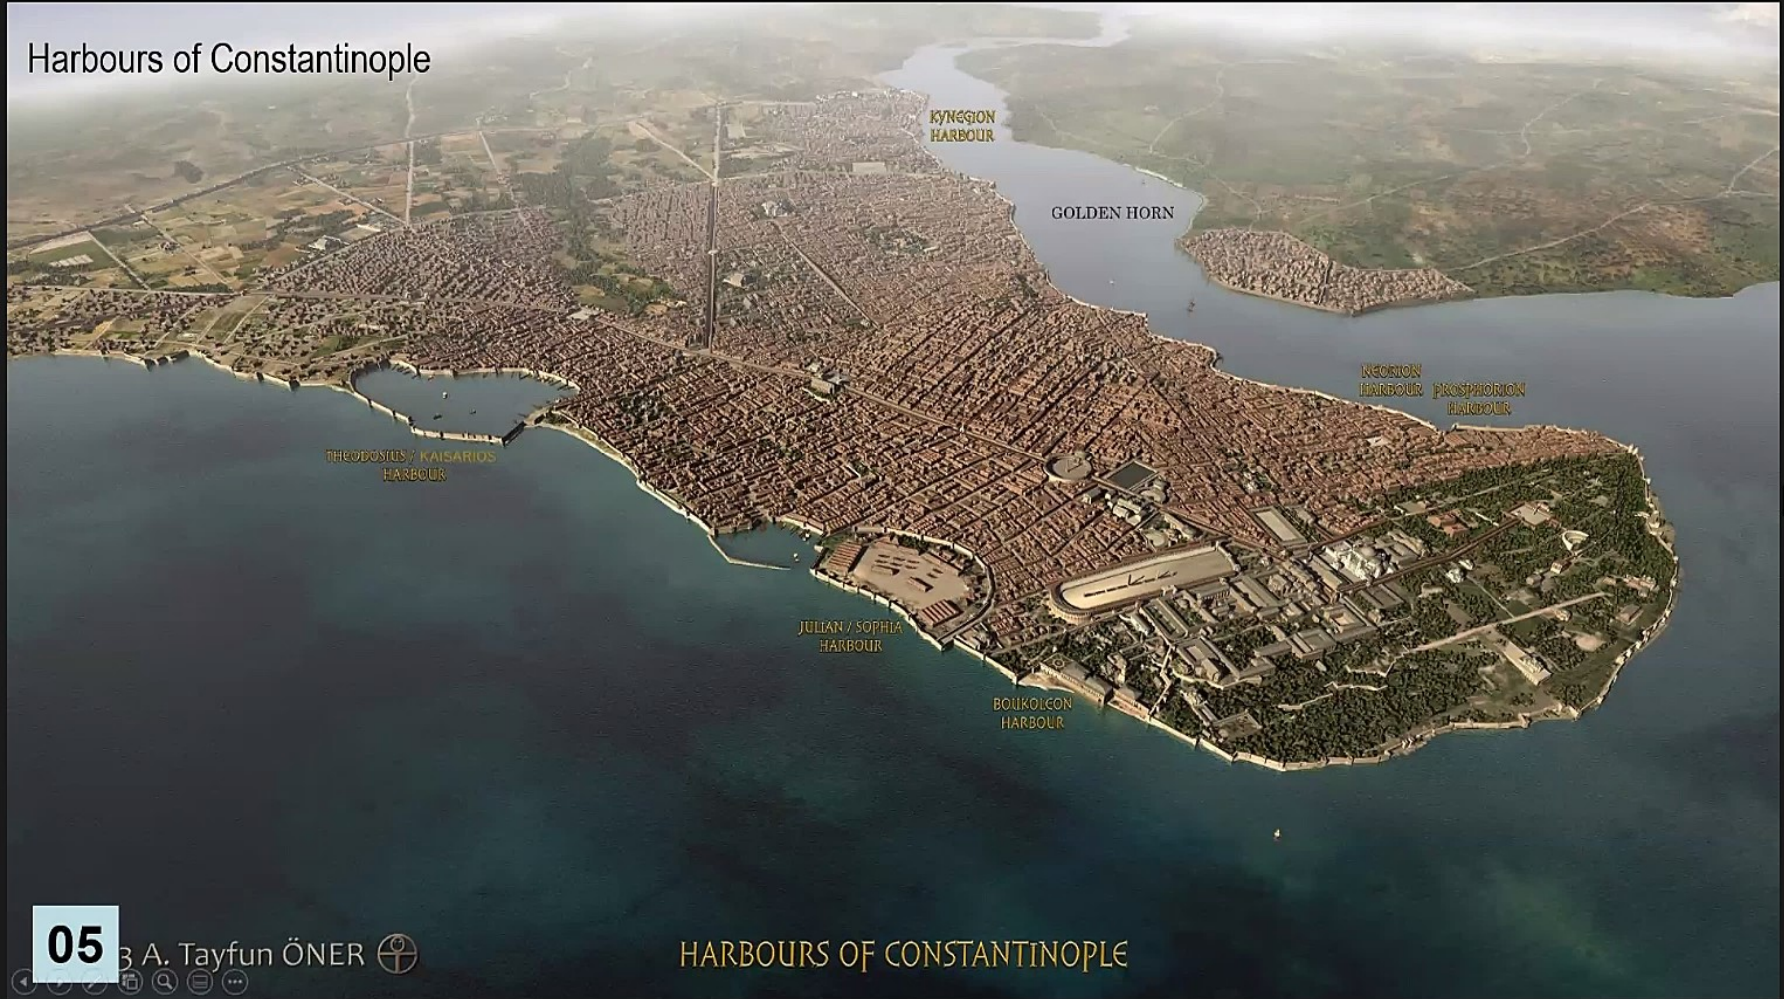 Harbours of Constantinople
KYNEGION
HARBOUR
GOLDEN HORN
NEORION
HARBOUR
PROSPHORION
HARBOUR
THEODOSIUS / KAISARIOS
HARBOUR
JULIAN / SOPHIA
HARBOUR
BOUKOLEON
HARBOUR
05
3 A. Tayfun ÖNER
HARBOURS OF CONSTANTINOPLE